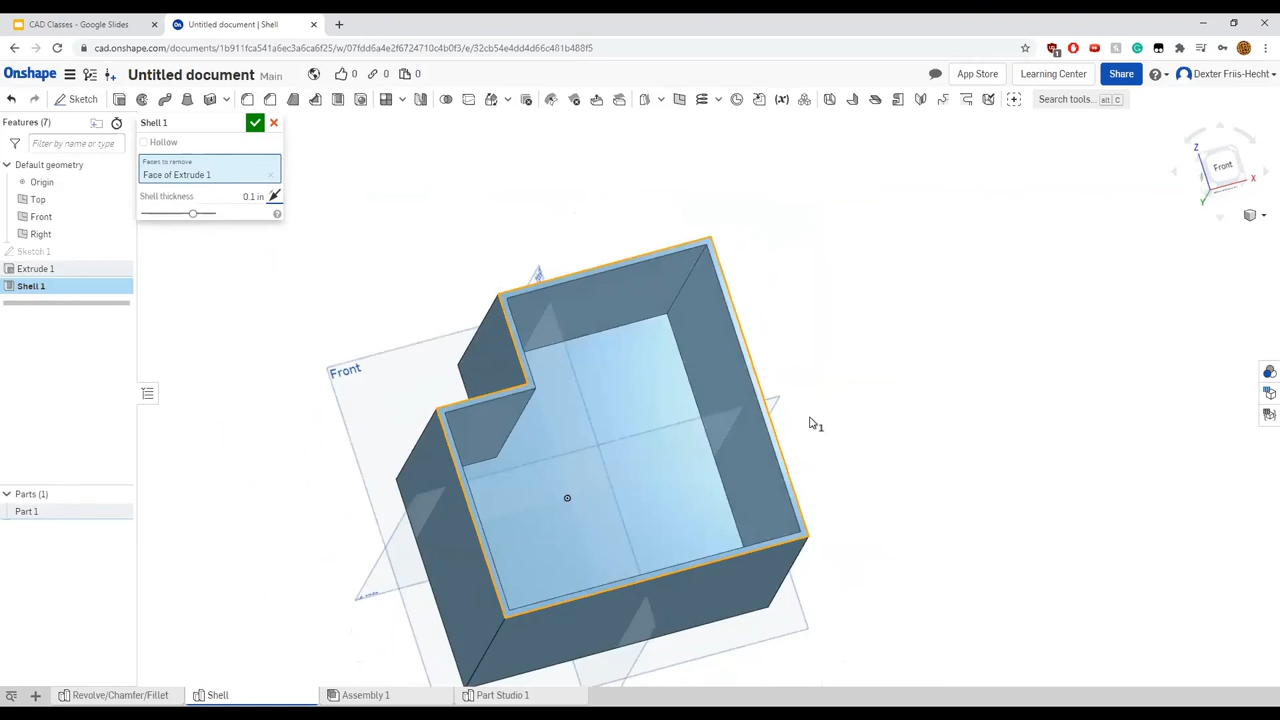 CAD Classes - Google Slides
Untitled document | Shell
cad.onshape.com/documents/1b911fca541a6ec3a6ca6f25/w/07fdd6a4e2f6724710c4b0f3/e/32cb54e4dd4d66c481b488f5
Onshape
Untitled document Main
0
0
0
App Store
Learning Center
Share
Dexter Friis-Hecht
Sketch
Search tools... alt C
Features (7)
Filter by name or type
Default geometry
Origin
Top
Front
Right
Sketch 1
Extrude 1
Shell 1
Parts (1)
Part 1
Shell 1
Hollow
Faces to remove
Face of Extrude 1
Shell thickness 0.1 in
Front
Front
Z
X
Y
1
Revolve/Chamfer/Fillet
Shell
Assembly 1
Part Studio 1